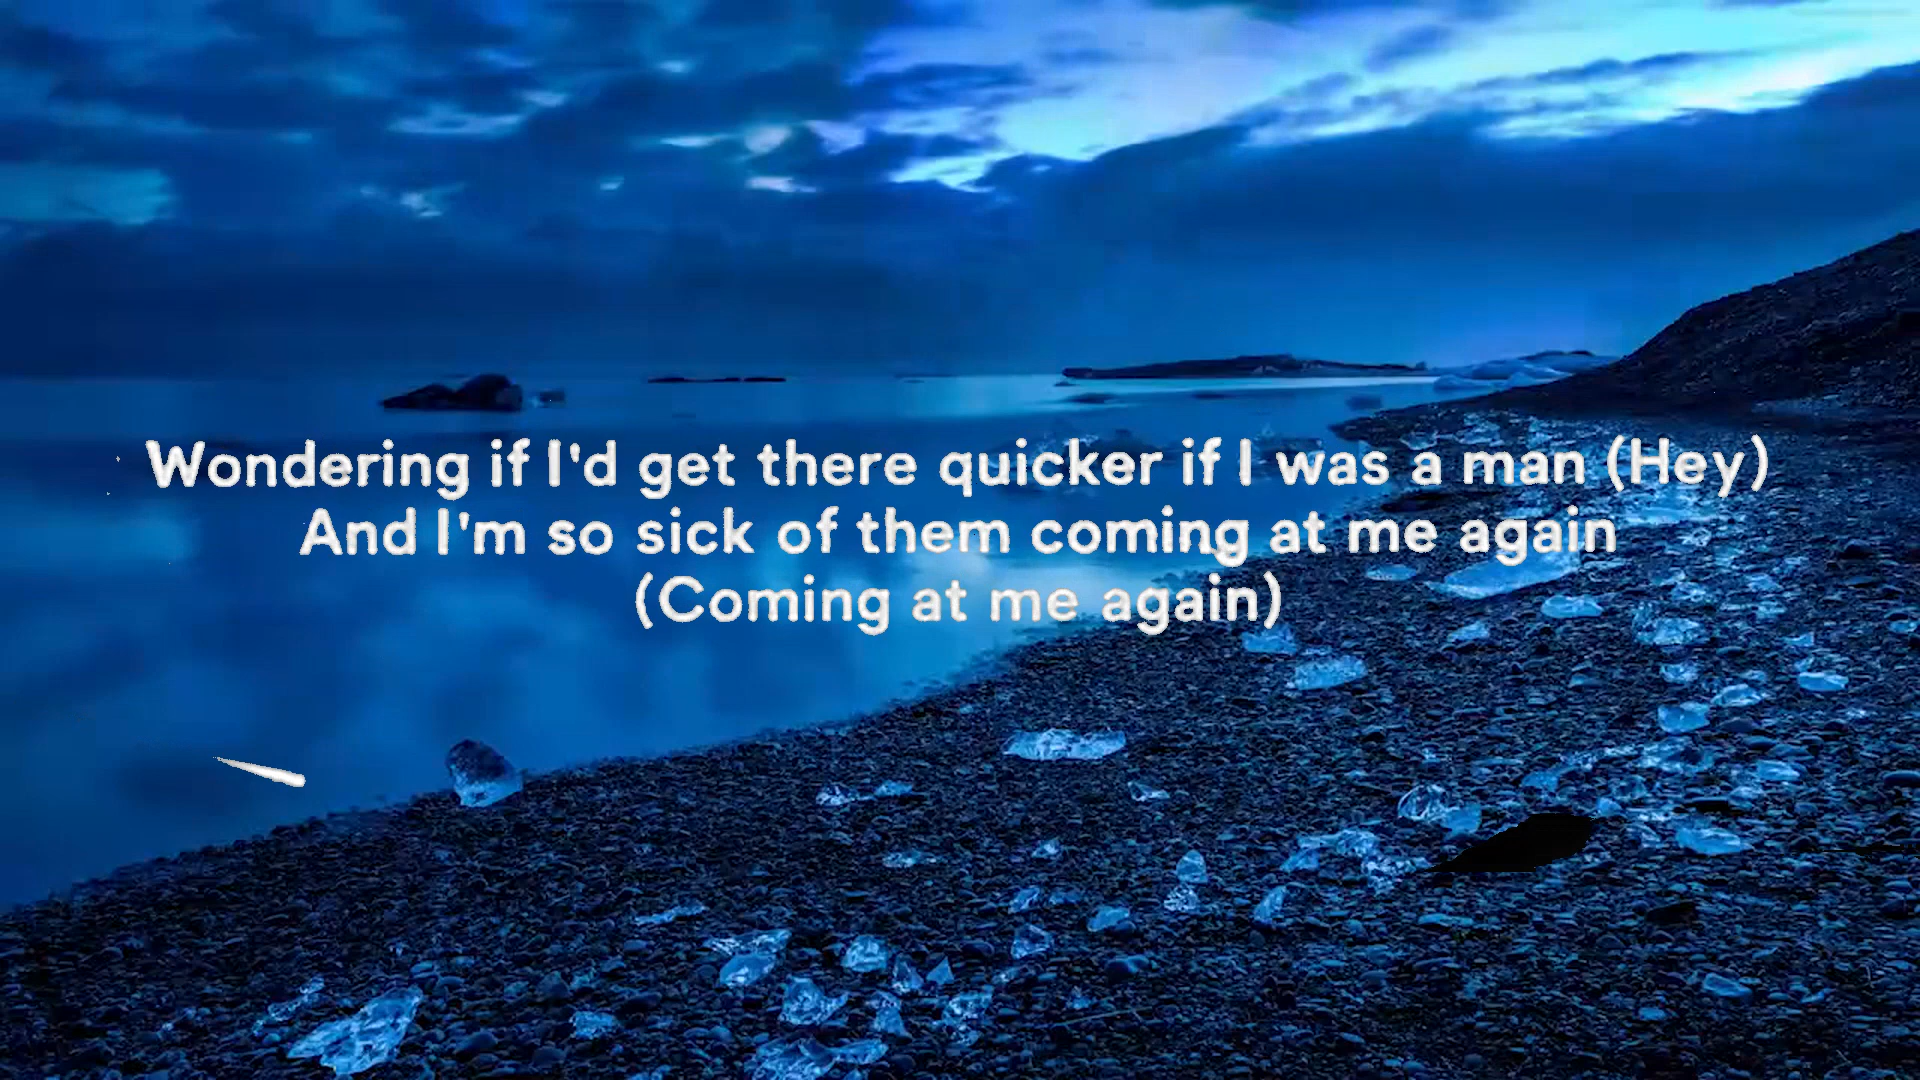 Wondering if I'd get there quicker if I was a man (Hey)
And I'm so sick of them coming at me again
(Coming at me again)